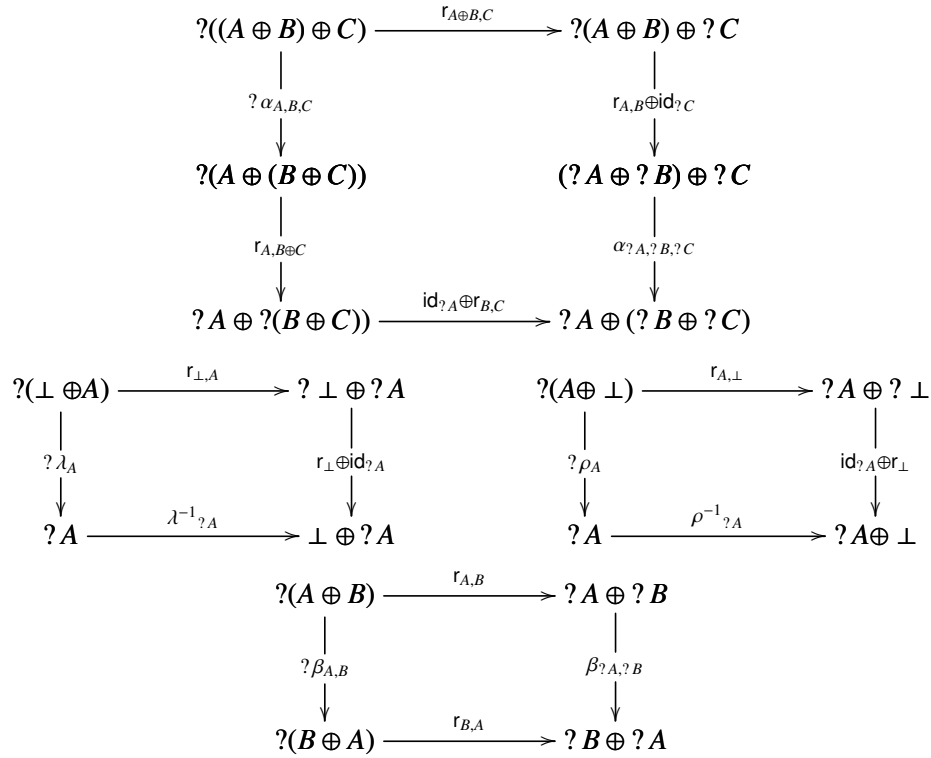 r_{A⊕B,C}
?((A ⊕ B) ⊕ C) ?(A ⊕ B) ⊕ ?C
?α_{A,B,C} r_{A,B}⊕id_{?C}
?(A ⊕ (B ⊕ C)) (?A ⊕ ?B) ⊕ ?C
r_{A,B⊕C} α_{?A,?B,?C}
id_{?A}⊕r_{B,C}
?A ⊕ ?(B ⊕ C)) ?A ⊕ (?B ⊕ ?C)
r_{⊥,A} r_{A,⊥}
?(⊥ ⊕A) ?⊥ ⊕ ?A ?(A⊕ ⊥) ?A ⊕ ?⊥
?λ_A r_⊥⊕id_{?A} ?ρ_A id_{?A}⊕r_⊥
λ^{-1}_{?A} ρ^{-1}_{?A}
?A ⊥ ⊕ ?A ?A ?A⊕ ⊥
r_{A,B}
?(A ⊕ B) ?A ⊕ ?B
?β_{A,B} β_{?A,?B}
r_{B,A}
?(B ⊕ A) ?B ⊕ ?A